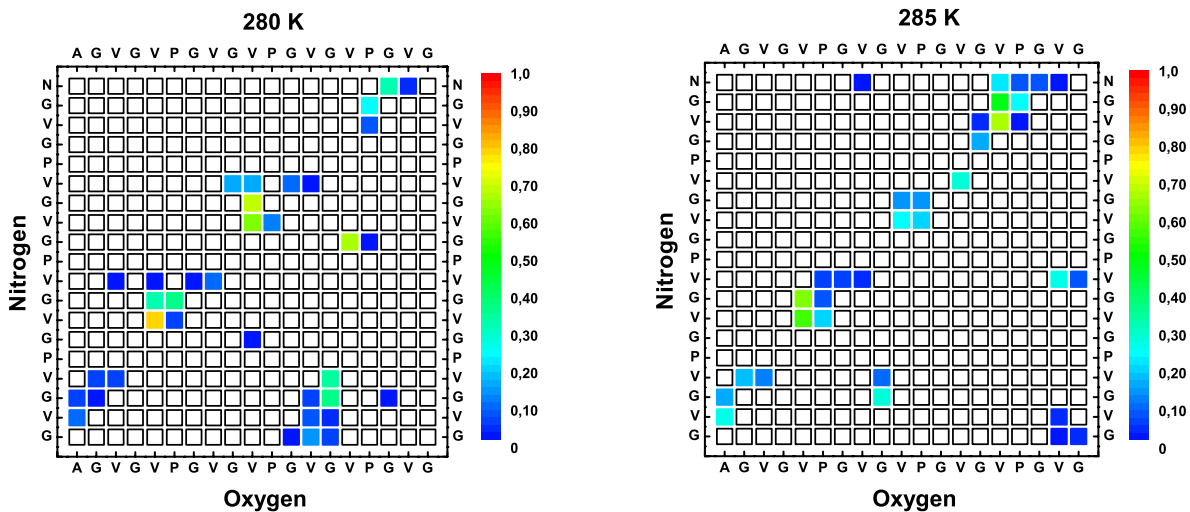 280 K
A G V G V P G V G V P G V G V P G V G
N
G
V
G
P
V
G
V
G
P
V
G
V
G
P
V
G
V
G
Nitrogen
N
G
V
G
P
V
G
V
G
P
V
G
V
G
P
V
G
V
G
A G V G V P G V G V P G V G V P G V G
Oxygen
1,0
0,90
0,80
0,70
0,60
0,50
0,40
0,30
0,20
0,10
0
285 K
A G V G V P G V G V P G V G V P G V G
N
G
V
G
P
V
G
V
G
P
V
G
V
G
P
V
G
V
G
Nitrogen
N
G
V
G
P
V
G
V
G
P
V
G
V
G
P
V
G
V
G
A G V G V P G V G V P G V G V P G V G
Oxygen
1,0
0,90
0,80
0,70
0,60
0,50
0,40
0,30
0,20
0,10
0